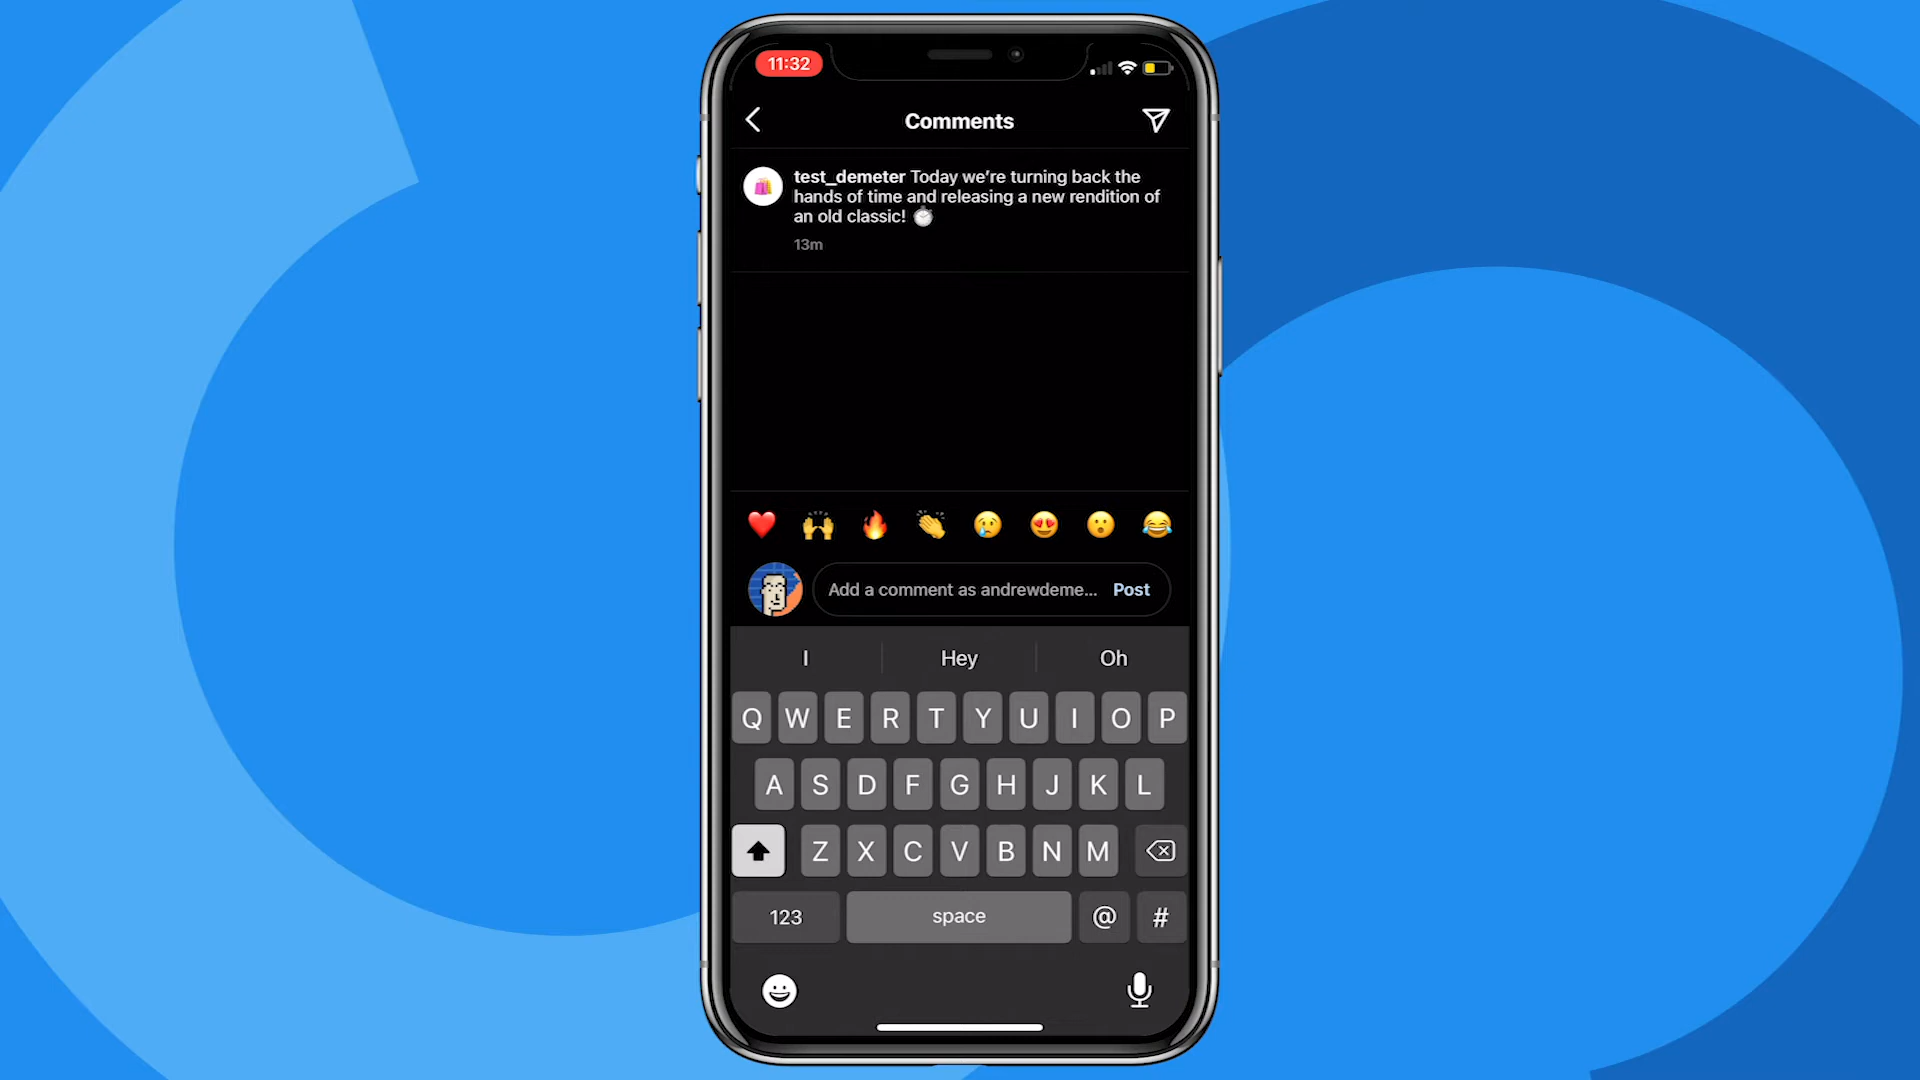 11:32
Comments
test_demeter Today we’re turning back the
hands of time and releasing a new rendition of
an old classic! ⏱️
13m
❤️ 🙌 🔥 👏 😢 😍 😮 😂
Add a comment as andrewdeme... Post
I Hey Oh
Q W E R T Y U I O P
A S D F G H J K L
Z X C V B N M
123 space @ #